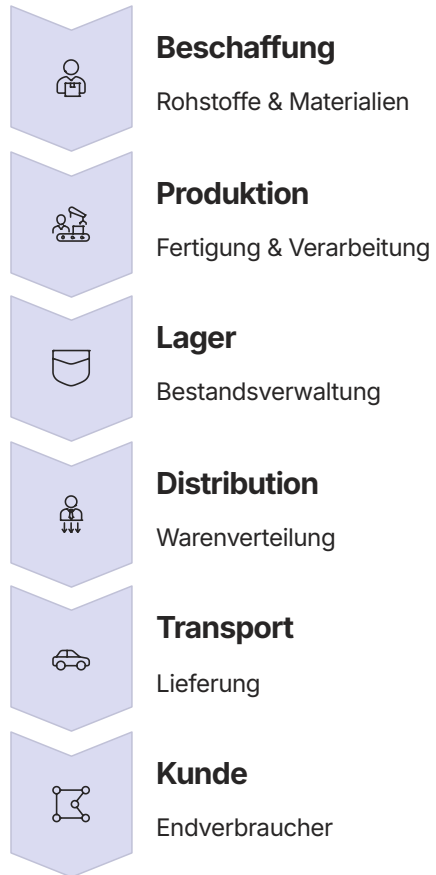 Beschaffung
Rohstoffe & Materialien
Produktion
Fertigung & Verarbeitung
Lager
Bestandsverwaltung
Distribution
Warenverteilung
Transport
Lieferung
Kunde
Endverbraucher